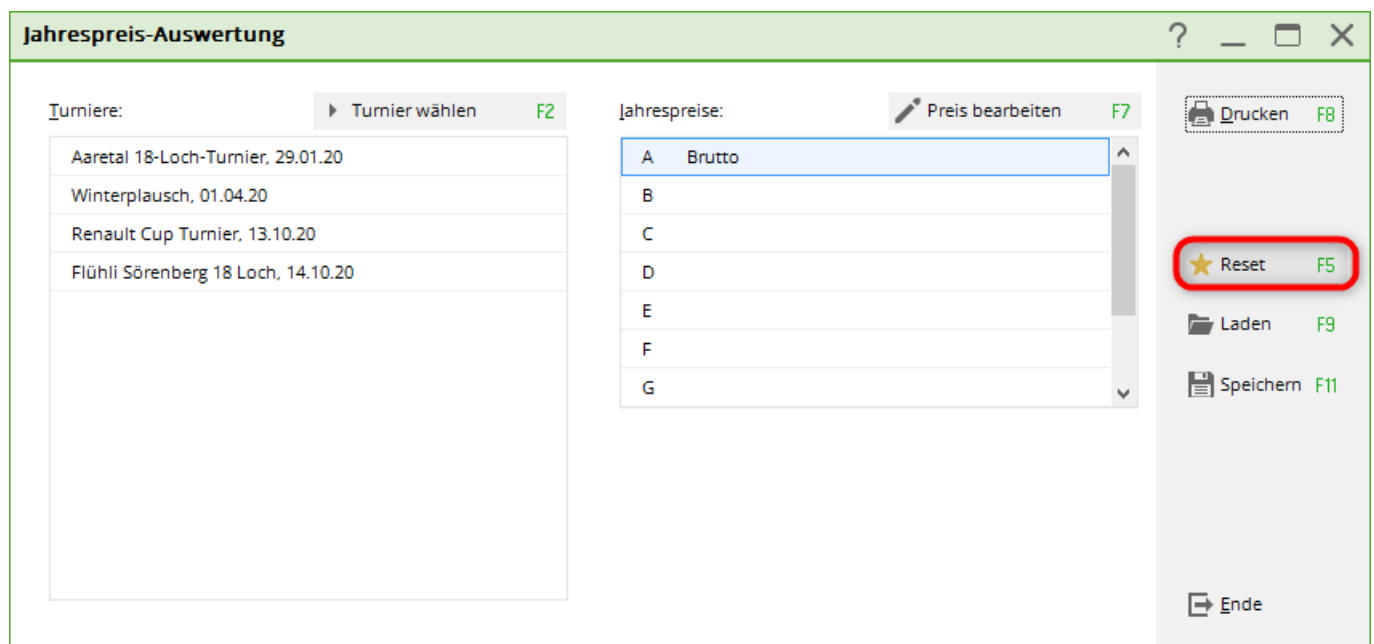 Jahrespreis-Auswertung
?
Turniere:
Turnier wählen F2
Aaretal 18-Loch-Turnier, 29.01.20
Winterplausch, 01.04.20
Renault Cup Turnier, 13.10.20
Flühli Sörenberg 18 Loch, 14.10.20
Jahrespreise:
Preis bearbeiten F7
A Brutto
B
C
D
E
F
G
Drucken F8
Reset F5
Laden F9
Speichern F11
Ende